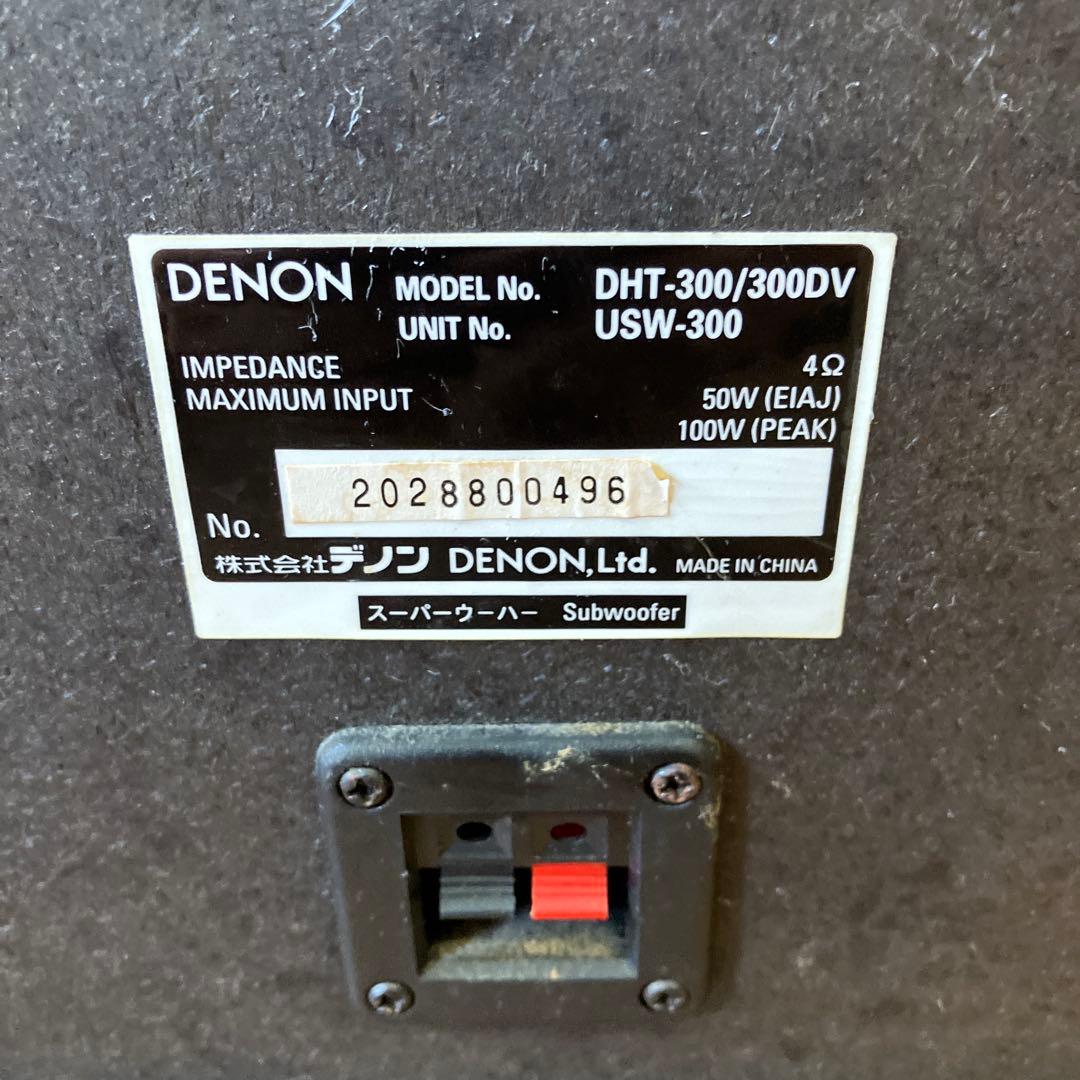 DENON MODEL No. DHT-300/300DV
UNIT No. USW-300
IMPEDANCE 4Ω
MAXIMUM INPUT 50W (EIAJ)
100W (PEAK)
No. 2028800496
株式会社デノン DENON, Ltd. MADE IN CHINA
スーパーウーハー Subwoofer